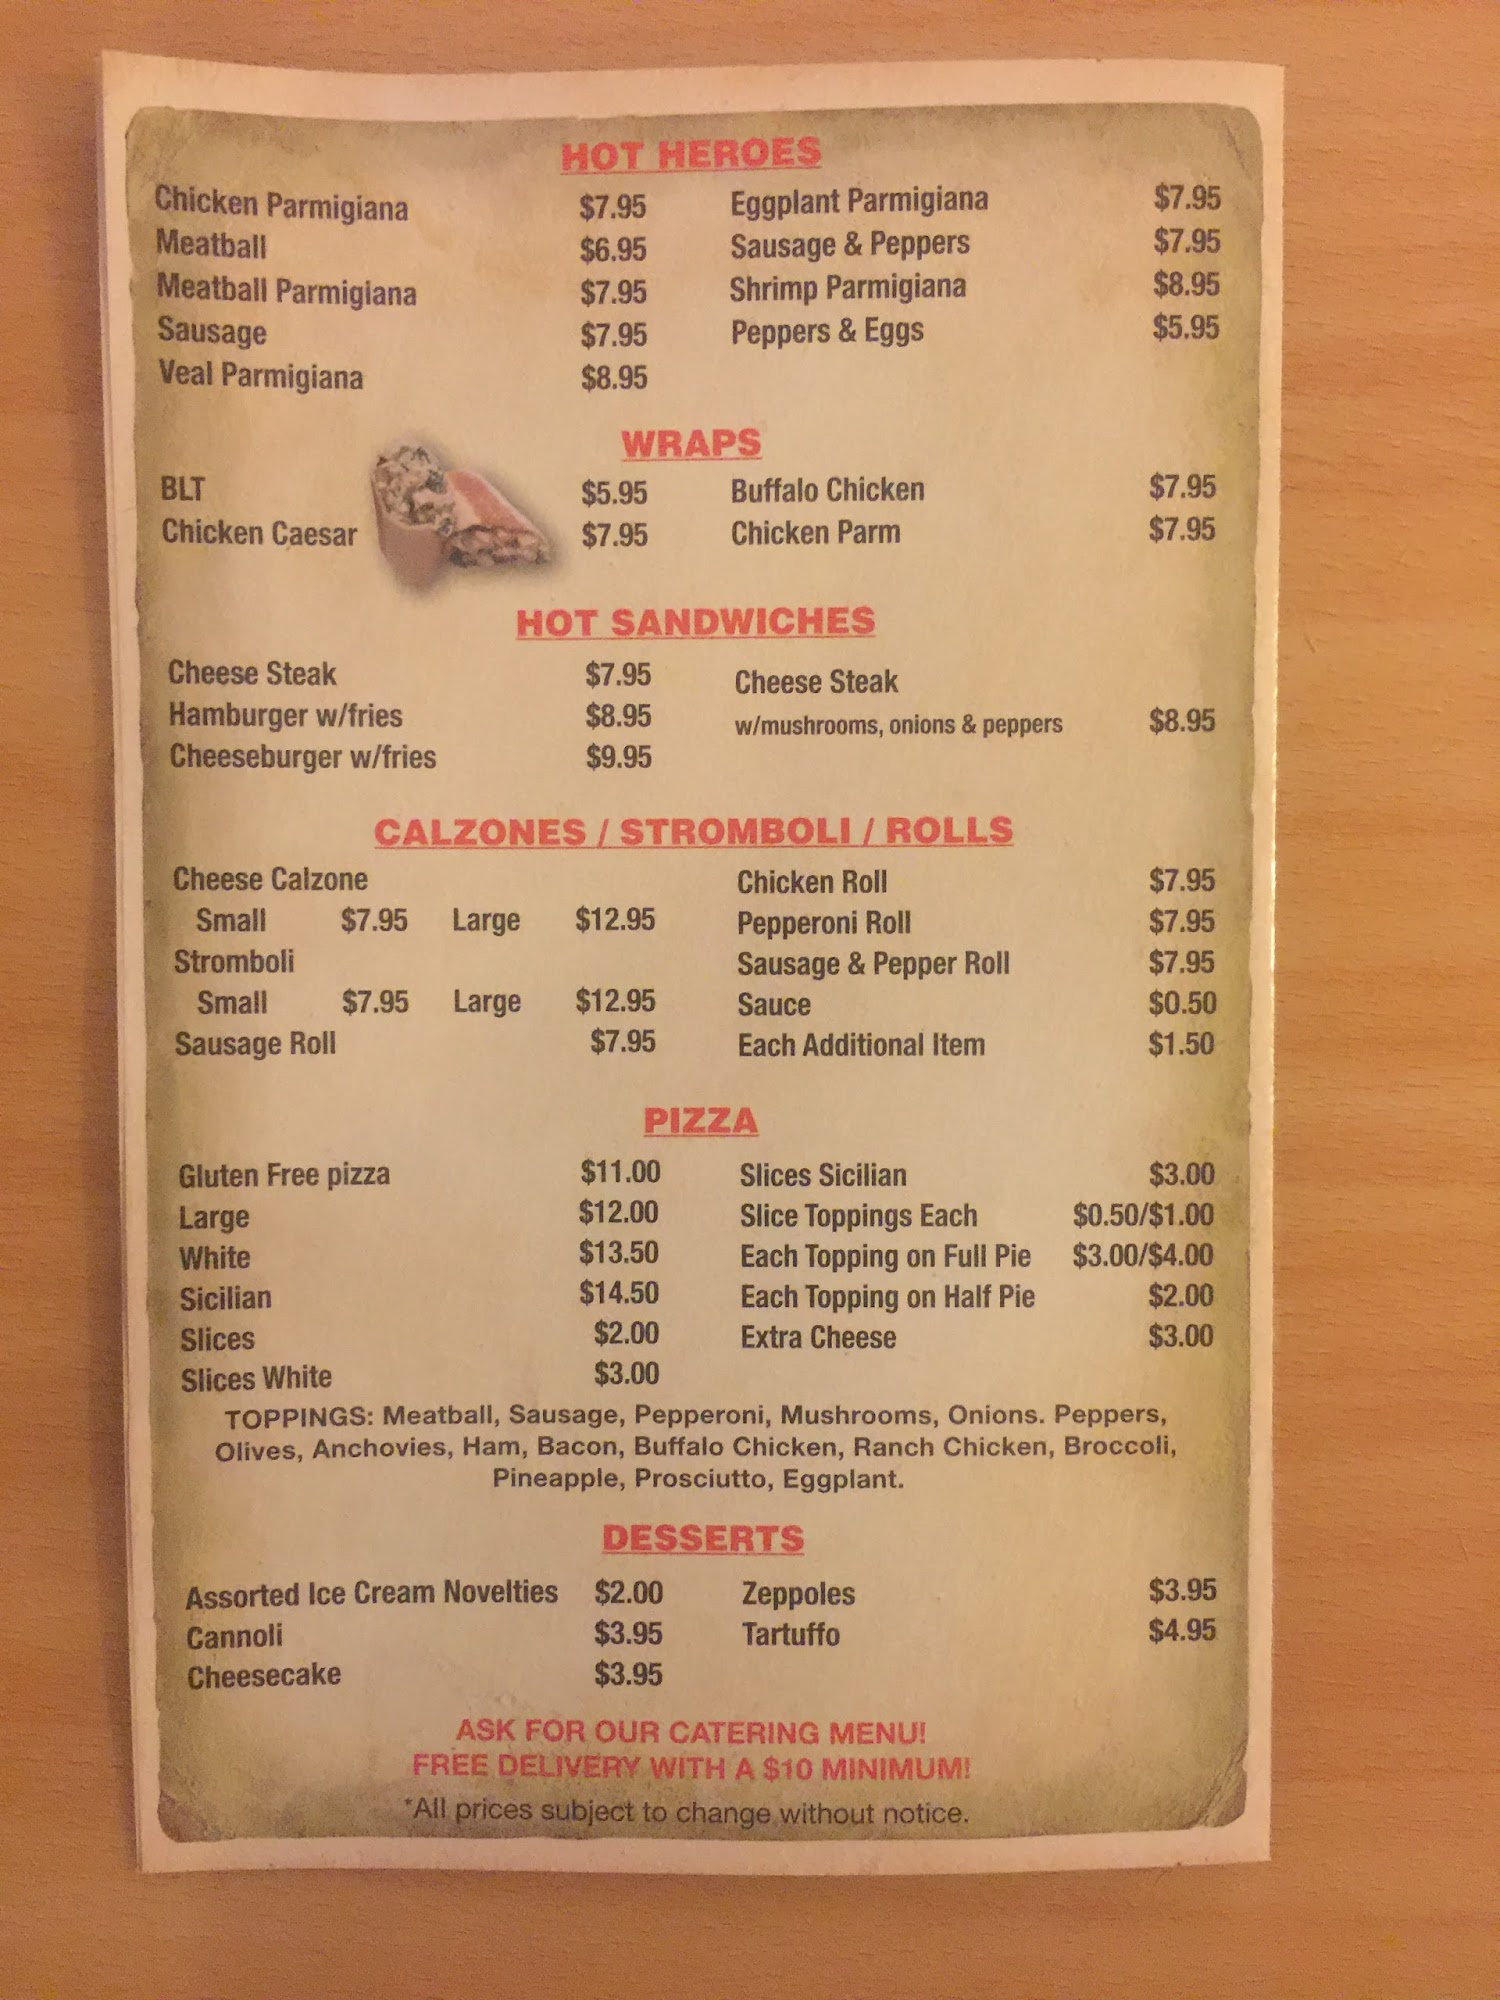 HOT HEROES
Chicken Parmigiana $7.95 Eggplant Parmigiana $7.95
Meatball $6.95 Sausage & Peppers $7.95
Meatball Parmigiana $7.95 Shrimp Parmigiana $8.95
Sausage $7.95 Peppers & Eggs $5.95
Veal Parmigiana $8.95
WRAPS
BLT $5.95 Buffalo Chicken $7.95
Chicken Caesar $7.95 Chicken Parm $7.95
HOT SANDWICHES
Cheese Steak $7.95 Cheese Steak
Hamburger w/fries $8.95 w/mushrooms, onions & peppers $8.95
Cheeseburger w/fries $9.95
CALZONES / STROMBOLI / ROLLS
Cheese Calzone Chicken Roll $7.95
Small $7.95 Large $12.95 Pepperoni Roll $7.95
Stromboli Sausage & Pepper Roll $7.95
Small $7.95 Large $12.95 Sauce $0.50
Sausage Roll $7.95 Each Additional Item $1.50
PIZZA
Gluten Free pizza $11.00 Slices Sicilian $3.00
Large $12.00 Slice Toppings Each $0.50/$1.00
White $13.50 Each Topping on Full Pie $3.00/$4.00
Sicilian $14.50 Each Topping on Half Pie $2.00
Slices $2.00 Extra Cheese $3.00
Slices White $3.00
TOPPINGS: Meatball, Sausage, Pepperoni, Mushrooms, Onions. Peppers,
Olives, Anchovies, Ham, Bacon, Buffalo Chicken, Ranch Chicken, Broccoli,
Pineapple, Prosciutto, Eggplant.
DESSERTS
Assorted Ice Cream Novelties $2.00 Zeppoles $3.95
Cannoli $3.95 Tartuffo $4.95
Cheesecake $3.95
ASK FOR OUR CATERING MENU!
FREE DELIVERY WITH A $10 MINIMUM!
*All prices subject to change without notice.